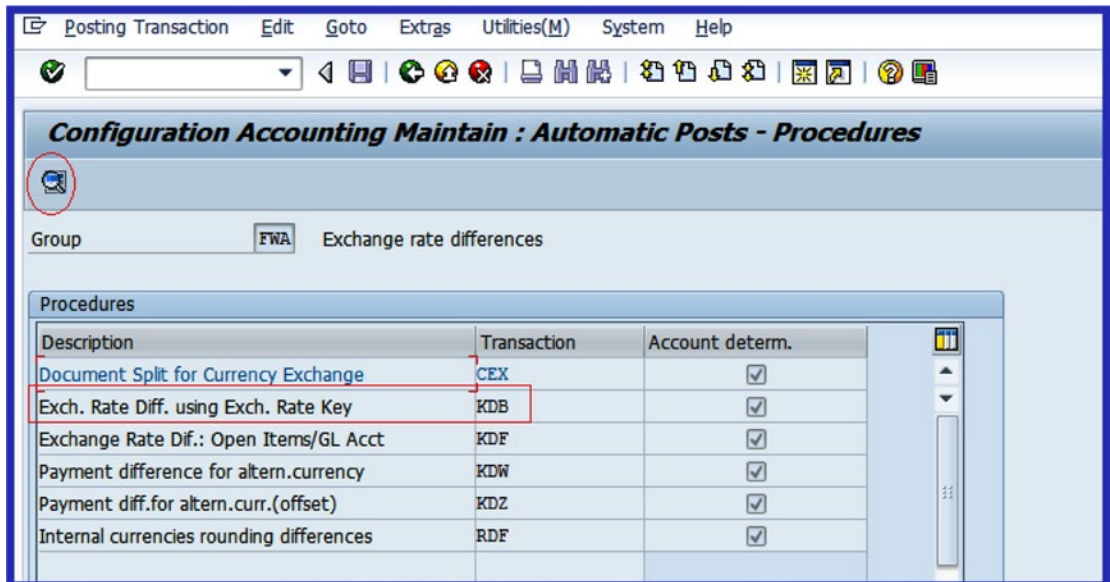 Posting Transaction Edit Goto Extras Utilities(M) System Help
Configuration Accounting Maintain : Automatic Posts - Procedures
Group FWA Exchange rate differences
Procedures
Description Transaction Account determ.
Document Split for Currency Exchange CEX
Exch. Rate Diff. using Exch. Rate Key KDB
Exchange Rate Dif.: Open Items/GL Acct KDF
Payment difference for altern.currency KDW
Payment diff.for altern.curr.(offset) KDZ
Internal currencies rounding differences RDF